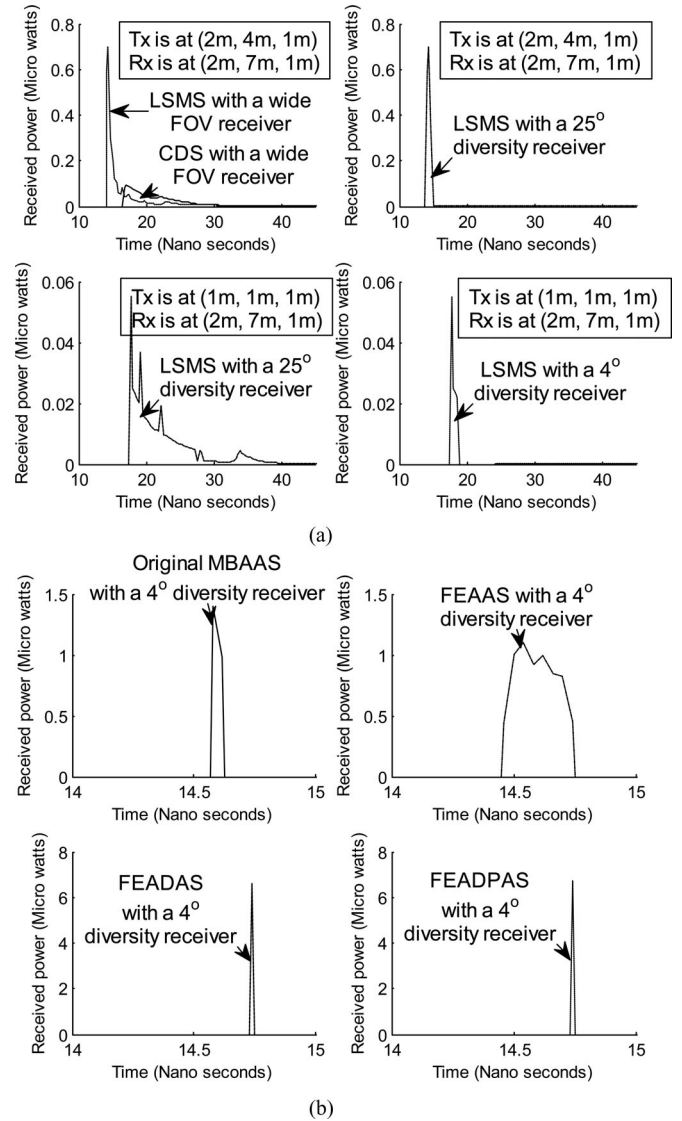 Received power (Micro watts)
0.8
0.6
0.4
0.2
0
Tx is at (2m, 4m, 1m)
Rx is at (2m, 7m, 1m)
LSMS with a wide
FOV receiver
CDS with a wide
FOV receiver
10 20 30 40
Time (Nano seconds)
Received power (Micro watts)
0.8
0.6
0.4
0.2
0
Tx is at (2m, 4m, 1m)
Rx is at (2m, 7m, 1m)
LSMS with a 25°
diversity receiver
10 20 30 40
Time (Nano seconds)
Received power (Micro watts)
0.06
0.04
0.02
0
Tx is at (1m, 1m, 1m)
Rx is at (2m, 7m, 1m)
LSMS with a 25°
diversity receiver
10 20 30 40
Time (Nano seconds)
Received power (Micro watts)
0.06
0.04
0.02
0
Tx is at (1m, 1m, 1m)
Rx is at (2m, 7m, 1m)
LSMS with a 4°
diversity receiver
10 20 30 40
Time (Nano seconds)
(a)
Original MBAAS
with a 4° diversity receiver
Received power (Micro watts)
1.5
1
0.5
0
14 14.5 15
Time (Nano seconds)
FEAAS with a 4°
diversity receiver
Received power (Micro watts)
1.5
1
0.5
0
14 14.5 15
Time (Nano seconds)
Received power (Micro watts)
8
6
4
2
0
FEADAS
with a 4°
diversity receiver
14 14.5 15
Time (Nano seconds)
Received power (Micro watts)
8
6
4
2
0
FEADPAS
with a 4°
diversity receiver
14 14.5 15
Time (Nano seconds)
(b)